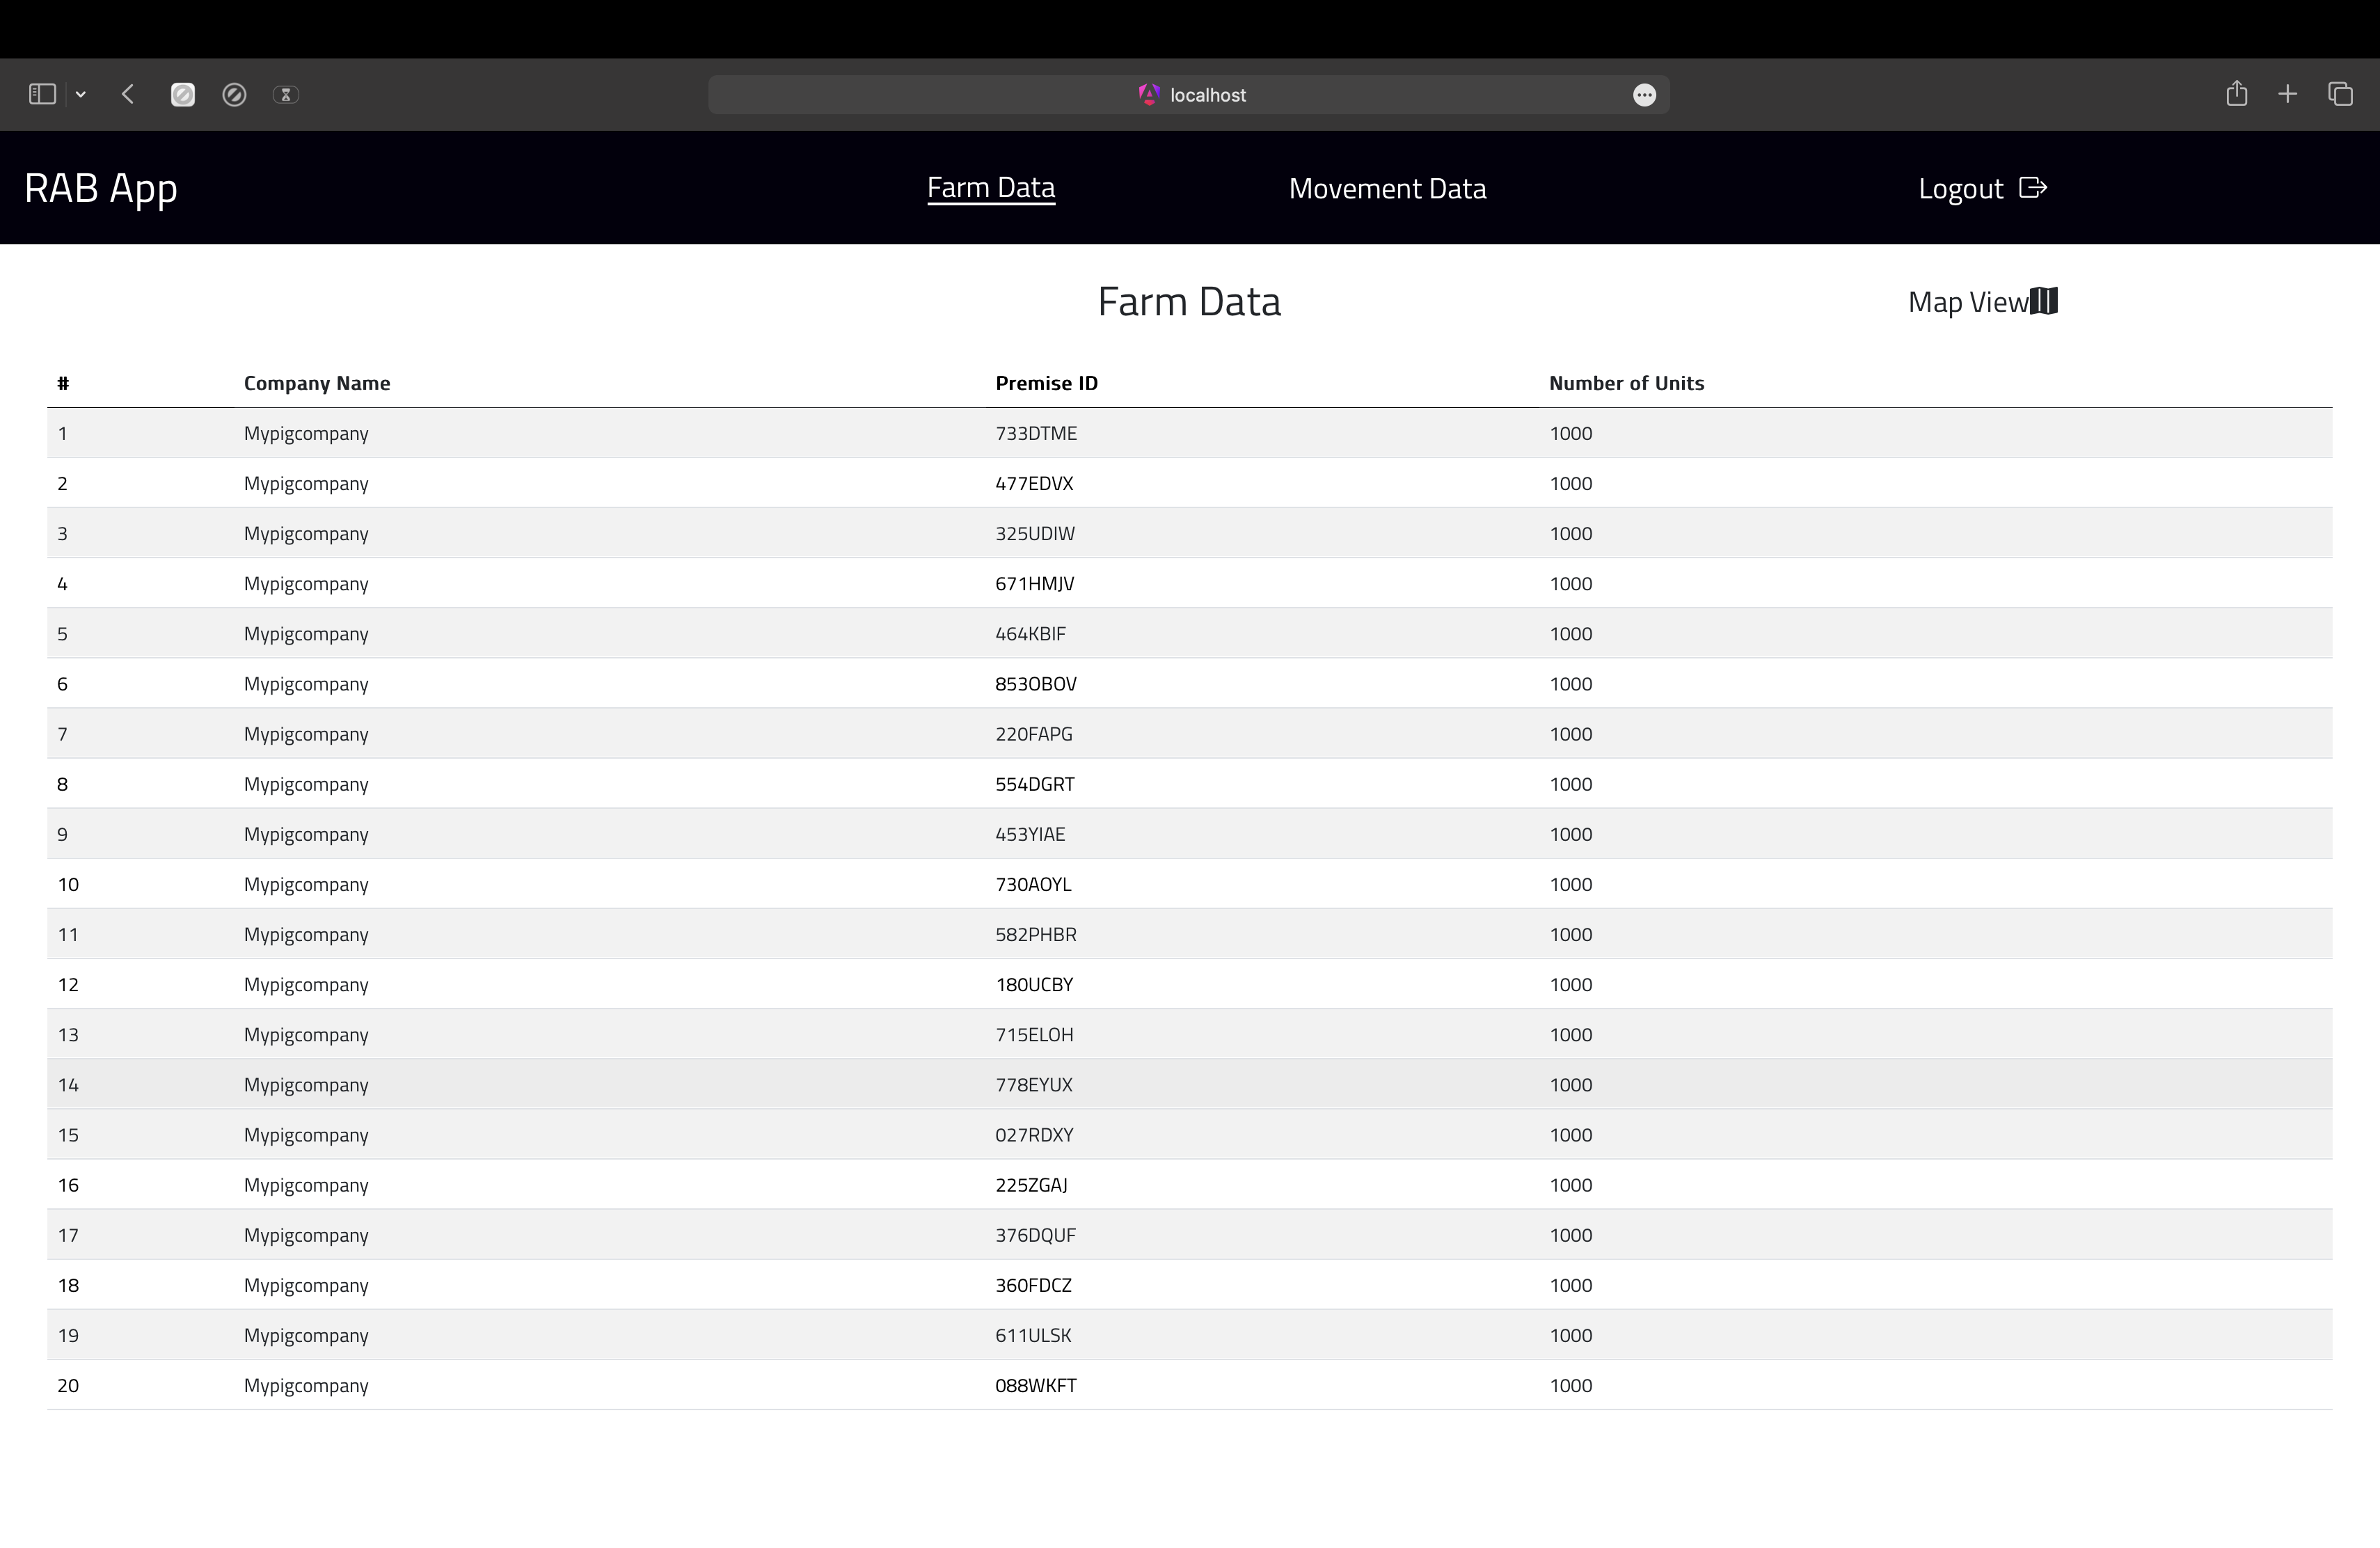 localhost
RAB App Farm Data Movement Data Logout
Farm Data Map View
# Company Name Premise ID Number of Units
1 Mypigcompany 733DTME 1000
2 Mypigcompany 477EDVX 1000
3 Mypigcompany 325UDIW 1000
4 Mypigcompany 671HMJV 1000
5 Mypigcompany 464KBIF 1000
6 Mypigcompany 853OBOV 1000
7 Mypigcompany 220FAPG 1000
8 Mypigcompany 554DGRT 1000
9 Mypigcompany 453YIAE 1000
10 Mypigcompany 730AOYL 1000
11 Mypigcompany 582PHBR 1000
12 Mypigcompany 180UCBY 1000
13 Mypigcompany 715ELOH 1000
14 Mypigcompany 778EYUX 1000
15 Mypigcompany 027RDXY 1000
16 Mypigcompany 225ZGAJ 1000
17 Mypigcompany 376DQUF 1000
18 Mypigcompany 360FDCZ 1000
19 Mypigcompany 611ULSK 1000
20 Mypigcompany 088WKFT 1000